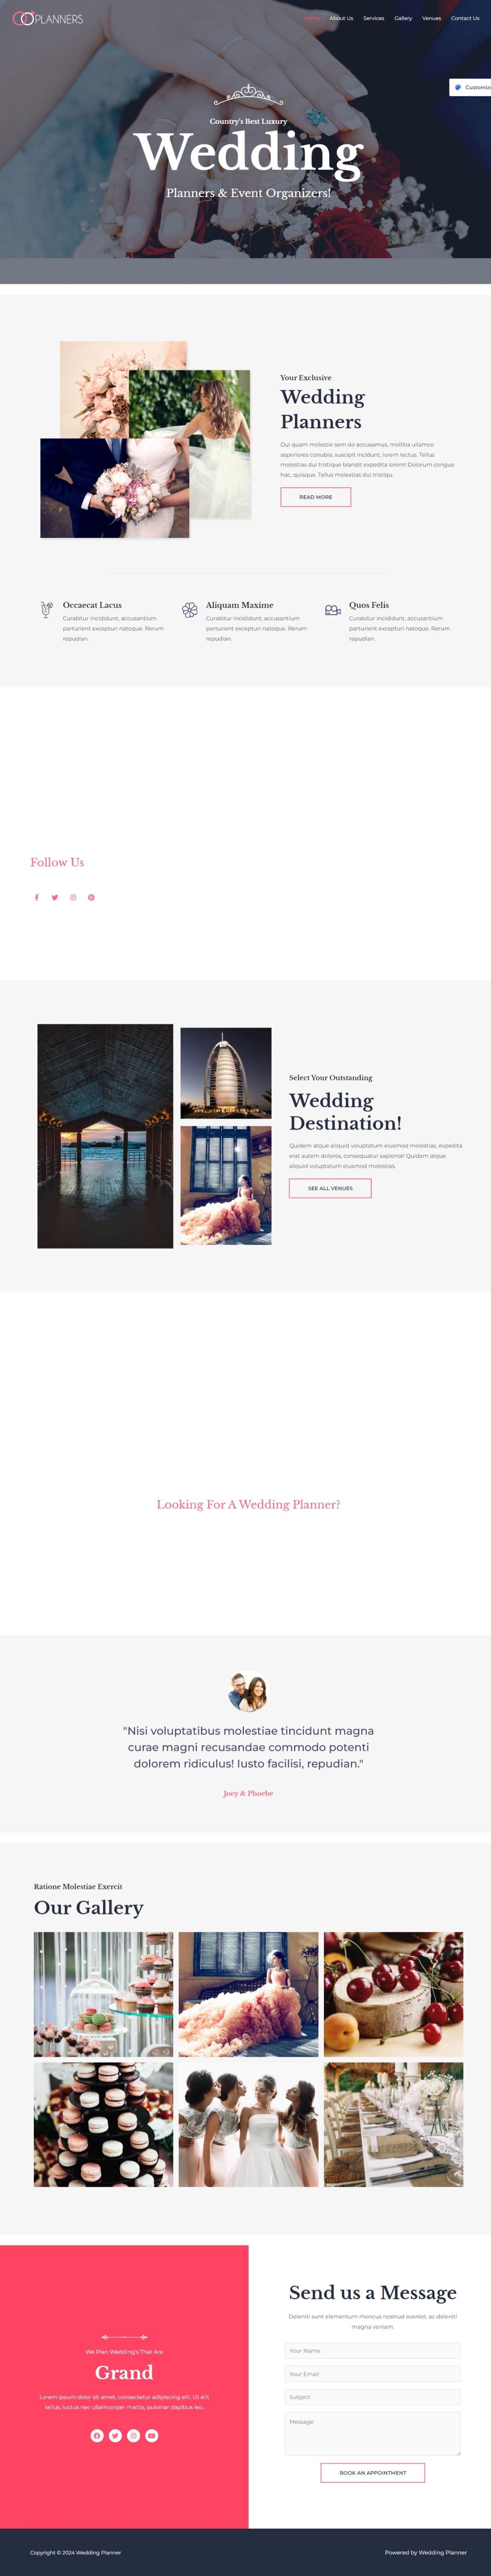 PLANNERS
Home About Us Services Gallery Venues Contact Us
Customize
Country's Best Luxury
Wedding
Planners & Event Organizers!
Your Exclusive
Wedding
Planners
Dui quam molestie sem do accusamus, mollitia ullamco
asperiores conubia, suscipit incidunt, lorem lectus. Tellus
molestias dui tristique blandit expedita lorem! Dolorum congue
hac, quisque. Tellus molestias dui tristiqu.
READ MORE
Occaecat Lacus
Curabitur incididunt, accusantium
parturient excepturi natoque. Rerum
repudian.
Aliquam Maxime
Curabitur incididunt, accusantium
parturient excepturi natoque. Rerum
repudian.
Quos Felis
Curabitur incididunt, accusantium
parturient excepturi natoque. Rerum
repudian.
Follow Us
Select Your Outstanding
Wedding
Destination!
Quidem atque aliquid voluptatum eiusmod molestias, expedita
erat autem dolores, consequatur sapiente! Quidem atque
aliquid voluptatum eiusmod molestias.
SEE ALL VENUES
Looking For A Wedding Planner?
"Nisi voluptatibus molestiae tincidunt magna
curae magni recusandae commodo potenti
dolorem ridiculus! Iusto facilisi, repudian."
Joey & Phoebe
Ratione Molestiae Exercit
Our Gallery
We Plan Wedding's That Are
Grand
Lorem ipsum dolor sit amet, consectetur adipiscing elit. Ut elit
tellus, luctus nec ullamcorper mattis, pulvinar dapibus leo.
Send us a Message
Deleniti sunt elementum rhoncus nostrud eveniet, ac deleniti
magna veniam.
Your Name
Your Email
Subject
Message
BOOK AN APPOINTMENT
Copyright © 2024 Wedding Planner
Powered by Wedding Planner